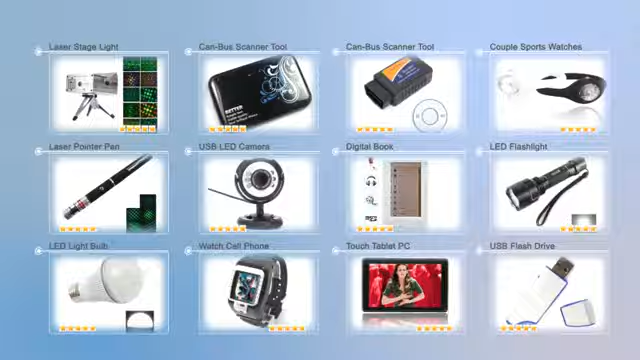 Laser Stage Light
Can-Bus Scanner Tool
Can-Bus Scanner Tool
Couple Sports Watches
Laser Pointer Pen
USB LED Camera
Digital Book
LED Flashlight
LED Light Bulb
Watch Cell Phone
Touch Tablet PC
USB Flash Drive